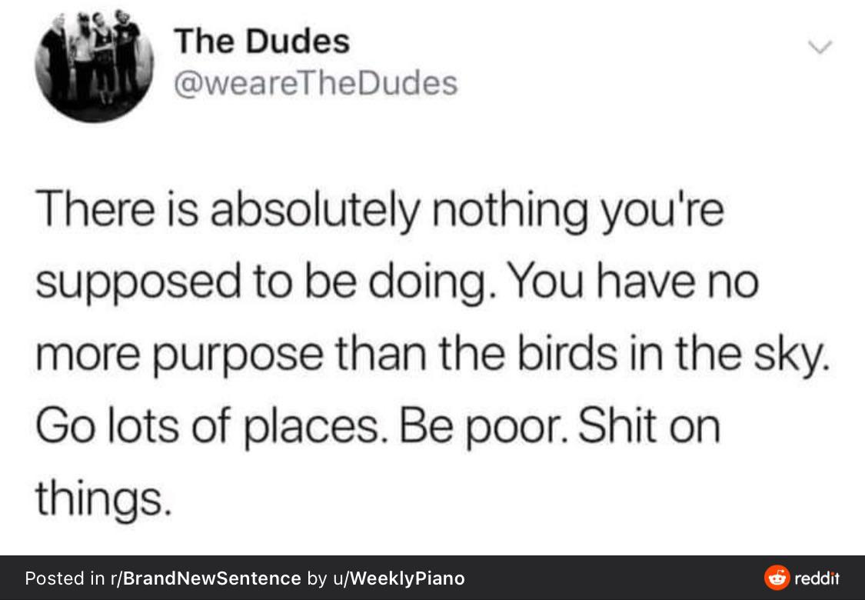 The Dudes
@weareTheDudes
There is absolutely nothing you're
supposed to be doing. You have no
more purpose than the birds in the sky.
Go lots of places. Be poor. Shit on
things.
Posted in r/BrandNewSentence by u/WeeklyPiano
reddit